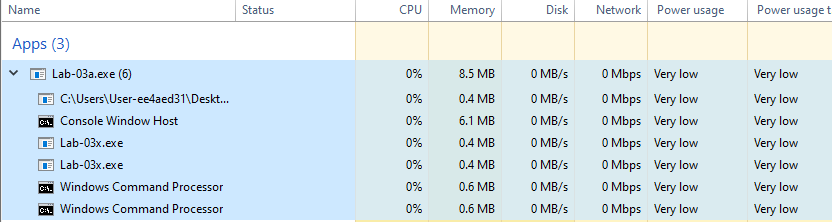 Name Status CPU Memory Disk Network Power usage Power usage t
Apps (3)
Lab-03a.exe (6) 0% 8.5 MB 0 MB/s 0 Mbps Very low Very low
C:\Users\User-ee4aed31\Deskt... 0% 0.4 MB 0 MB/s 0 Mbps Very low Very low
Console Window Host 0% 6.1 MB 0 MB/s 0 Mbps Very low Very low
Lab-03x.exe 0% 0.4 MB 0 MB/s 0 Mbps Very low Very low
Lab-03x.exe 0% 0.4 MB 0 MB/s 0 Mbps Very low Very low
Windows Command Processor 0% 0.6 MB 0 MB/s 0 Mbps Very low Very low
Windows Command Processor 0% 0.6 MB 0 MB/s 0 Mbps Very low Very low